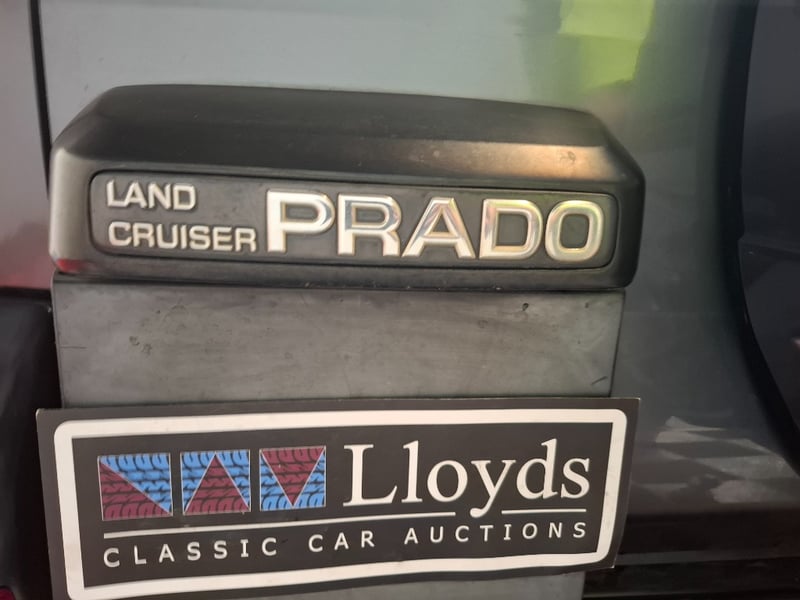 LAND
CRUISER PRADO
Lloyds
CLASSIC CAR AUCTIONS